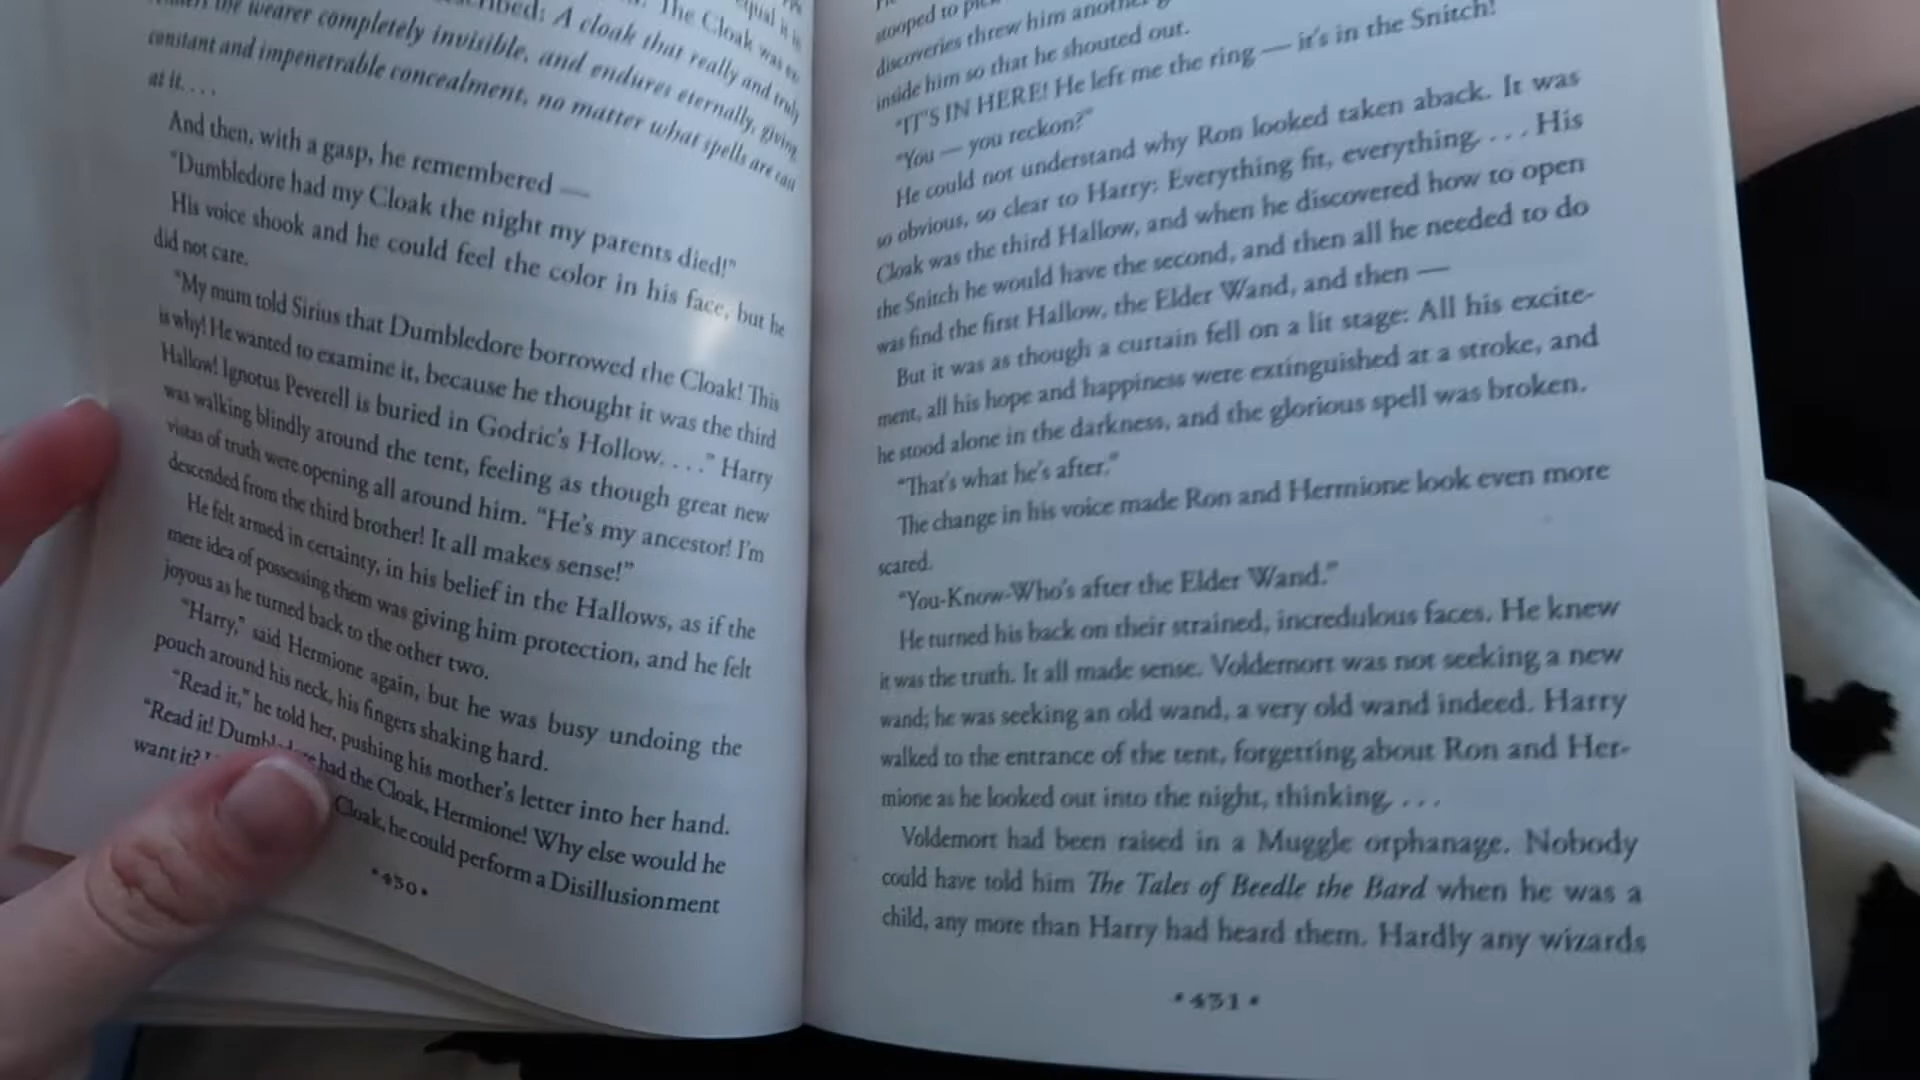 equal it is
The Cloak was ex-
A cloak that really and truly
the wearer completely invisible, and endures eternally, giving
constant and impenetrable concealment, no matter what spells are cast
at it. . . .
And then, with a gasp, he remembered —
“Dumbledore had my Cloak the night my parents died!”
His voice shook and he could feel the color in his face, but he
did not care.
“My mum told Sirius that Dumbledore borrowed the Cloak! This
is why! He wanted to examine it, because he thought it was the third
Hallow! Ignotus Peverell is buried in Godric’s Hollow. . . .” Harry
was walking blindly around the tent, feeling as though great new
vistas of truth were opening all around him. “He’s my ancestor! I’m
descended from the third brother! It all makes sense!”
He felt armed in certainty, in his belief in the Hallows, as if the
mere idea of possessing them was giving him protection, and he felt
joyous as he turned back to the other two.
“Harry,” said Hermione again, but he was busy undoing the
pouch around his neck, his fingers shaking hard.
“Read it,” he told her, pushing his mother’s letter into her hand.
“Read it! Dumbledore had the Cloak, Hermione! Why else would he
want it? Cloak, he could perform a Disillusionment
•430•
stooped to
discoveries threw him another
inside him so that he shouted out.
“IT’S IN HERE! He left me the ring — it’s in the Snitch!
“You — you reckon?”
He could not understand why Ron looked taken aback. It was
so obvious, so clear to Harry: Everything fit, everything. . . . His
Cloak was the third Hallow, and when he discovered how to open
the Snitch he would have the second, and then all he needed to do
was find the first Hallow, the Elder Wand, and then —
But it was as though a curtain fell on a lit stage: All his excite-
ment, all his hope and happiness were extinguished at a stroke, and
he stood alone in the darkness, and the glorious spell was broken.
“That’s what he’s after.”
The change in his voice made Ron and Hermione look even more
scared.
“You-Know-Who’s after the Elder Wand.”
He turned his back on their strained, incredulous faces. He knew
it was the truth. It all made sense. Voldemort was not seeking a new
wand; he was seeking an old wand, a very old wand indeed. Harry
walked to the entrance of the tent, forgetting about Ron and Her-
mione as he looked out into the night, thinking. . . .
Voldemort had been raised in a Muggle orphanage. Nobody
could have told him The Tales of Beedle the Bard when he was a
child, any more than Harry had heard them. Hardly any wizards
•431•